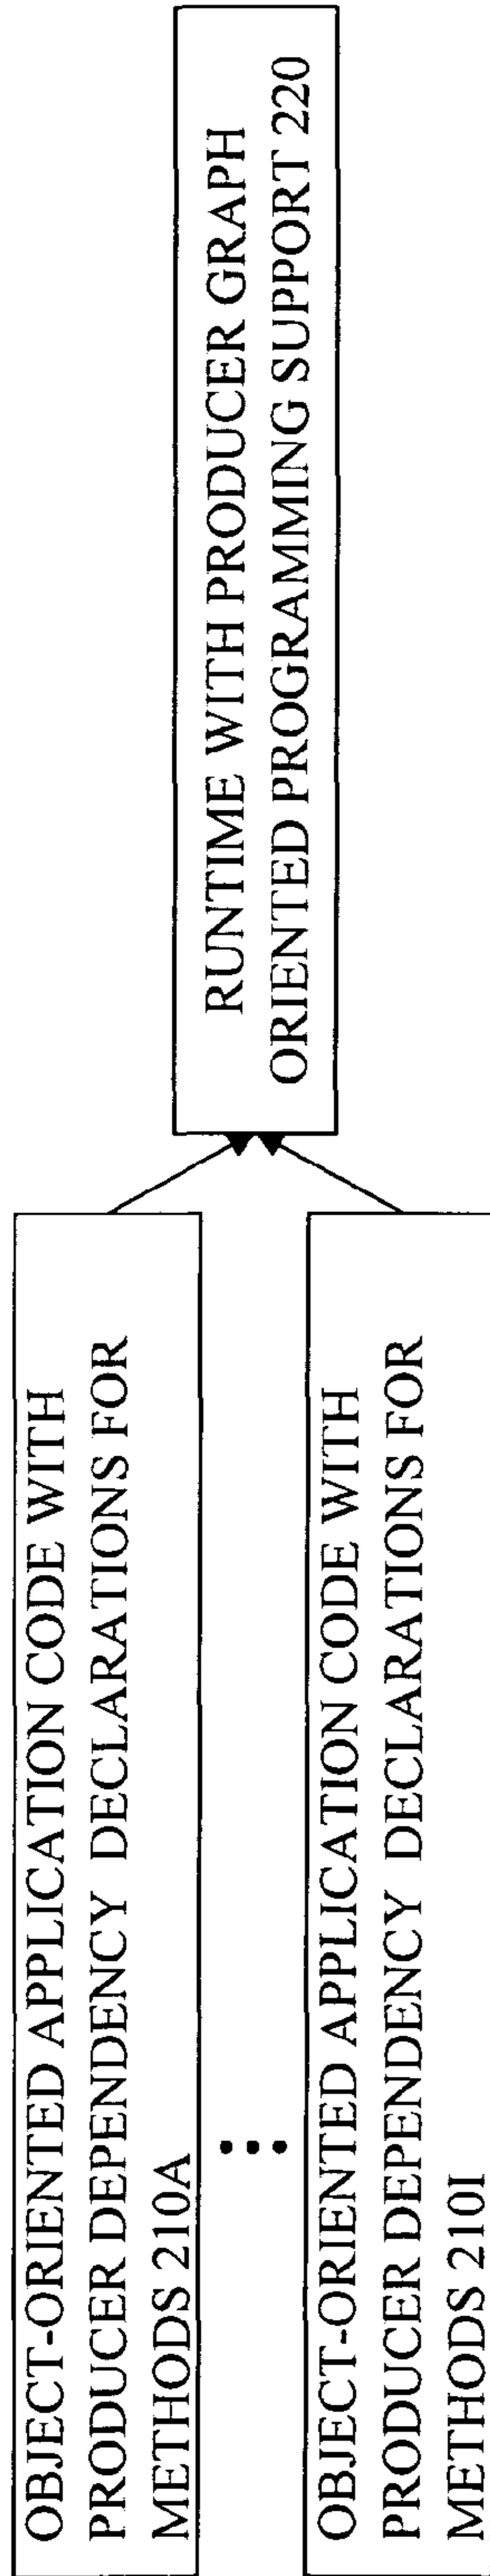 OBJECT-ORIENTED APPLICATION CODE WITH
PRODUCER DEPENDENCY DECLARATIONS FOR
METHODS 210A
OBJECT-ORIENTED APPLICATION CODE WITH
PRODUCER DEPENDENCY DECLARATIONS FOR
METHODS 210I
RUNTIME WITH PRODUCER GRAPH
ORIENTED PROGRAMMING SUPPORT 220